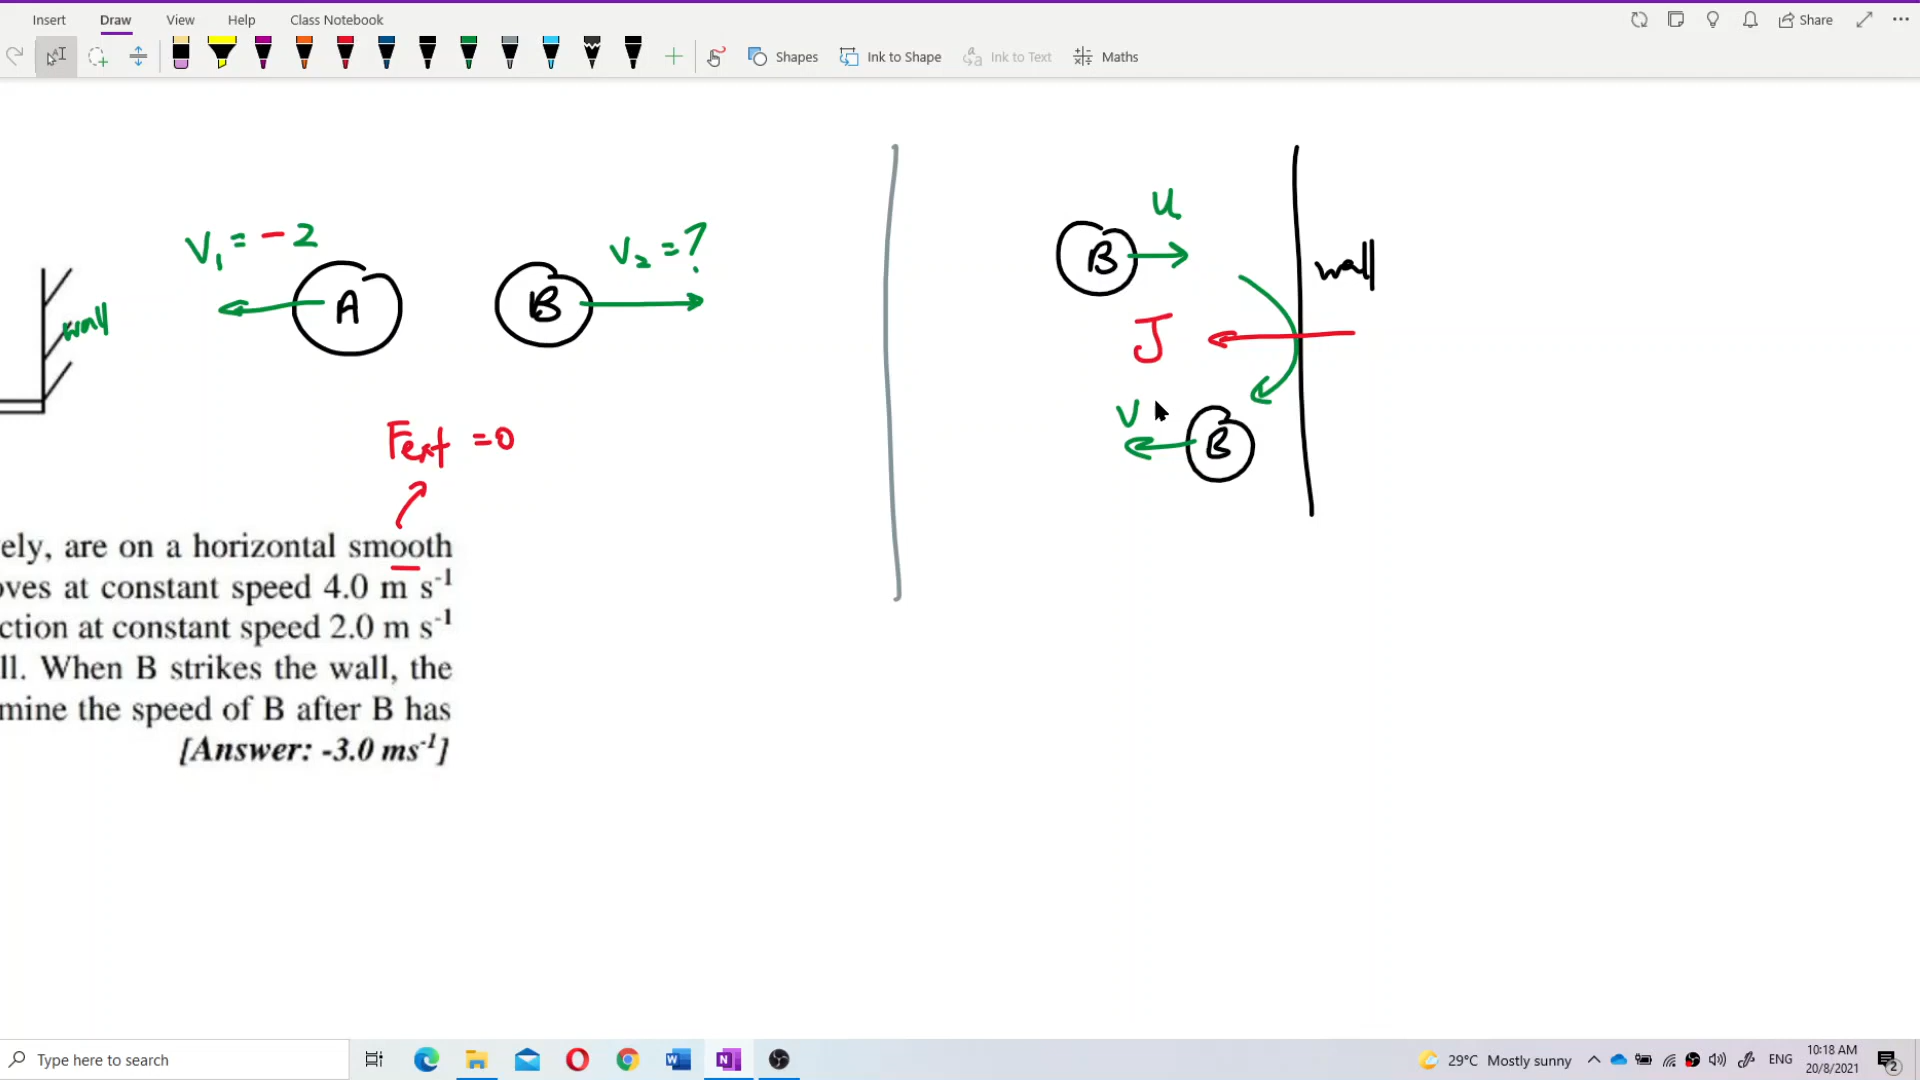 Insert Draw View Help Class Notebook
Share
Shapes Ink to Shape Ink to Text Maths
V₁ = -2
V₂ = ?
A
B
wall
Fext = 0
ely, are on a horizontal smooth
oves at constant speed 4.0 m s⁻¹
ction at constant speed 2.0 m s⁻¹
ll. When B strikes the wall, the
mine the speed of B after B has
[Answer: -3.0 ms⁻¹]
u
B
wall
J
V
B
Type here to search
29°C Mostly sunny
ENG
10:18 AM
20/8/2021
2